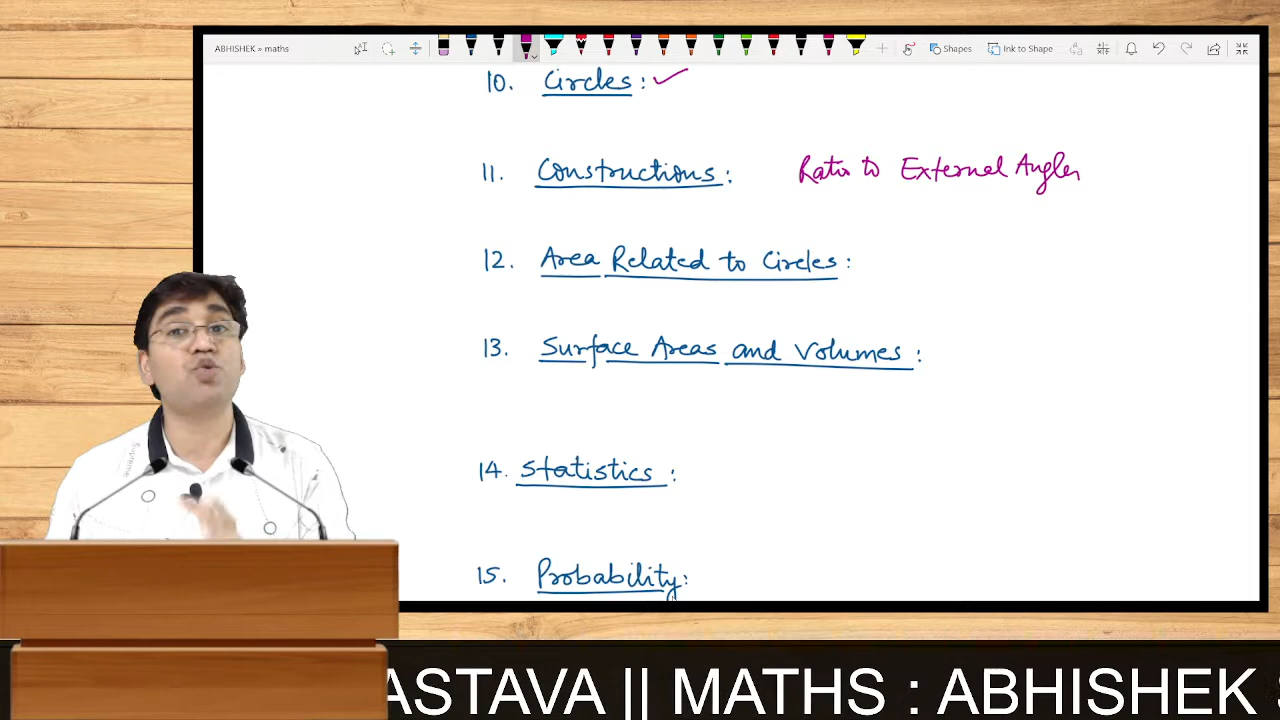 ABHISHEK » maths
Shapes
Ink to Shape
10. Circles:
11. Constructions: Ratio to External Angles
12. Area Related to Circles:
13. Surface Areas and Volumes:
14. Statistics:
15. Probability:
Supreme
ASTAVA || MATHS : ABHISHEK S